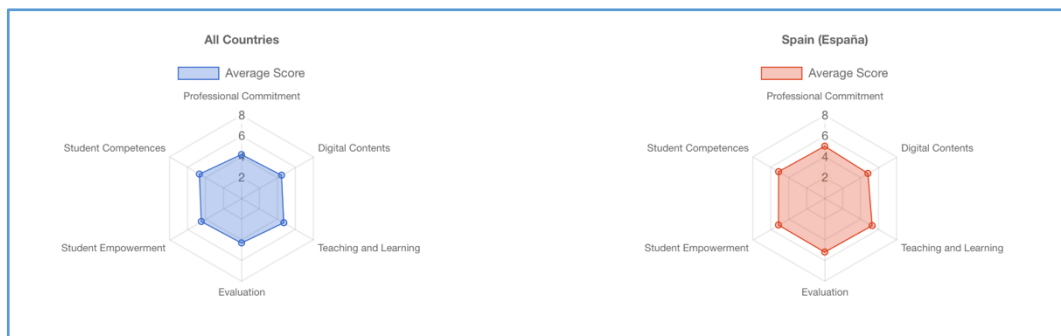 All Countries
Average Score
Professional Commitment
8
6
4
2
Student Competences
Digital Contents
Student Empowerment
Teaching and Learning
Evaluation
Spain (España)
Average Score
Professional Commitment
8
6
4
2
Student Competences
Digital Contents
Student Empowerment
Teaching and Learning
Evaluation